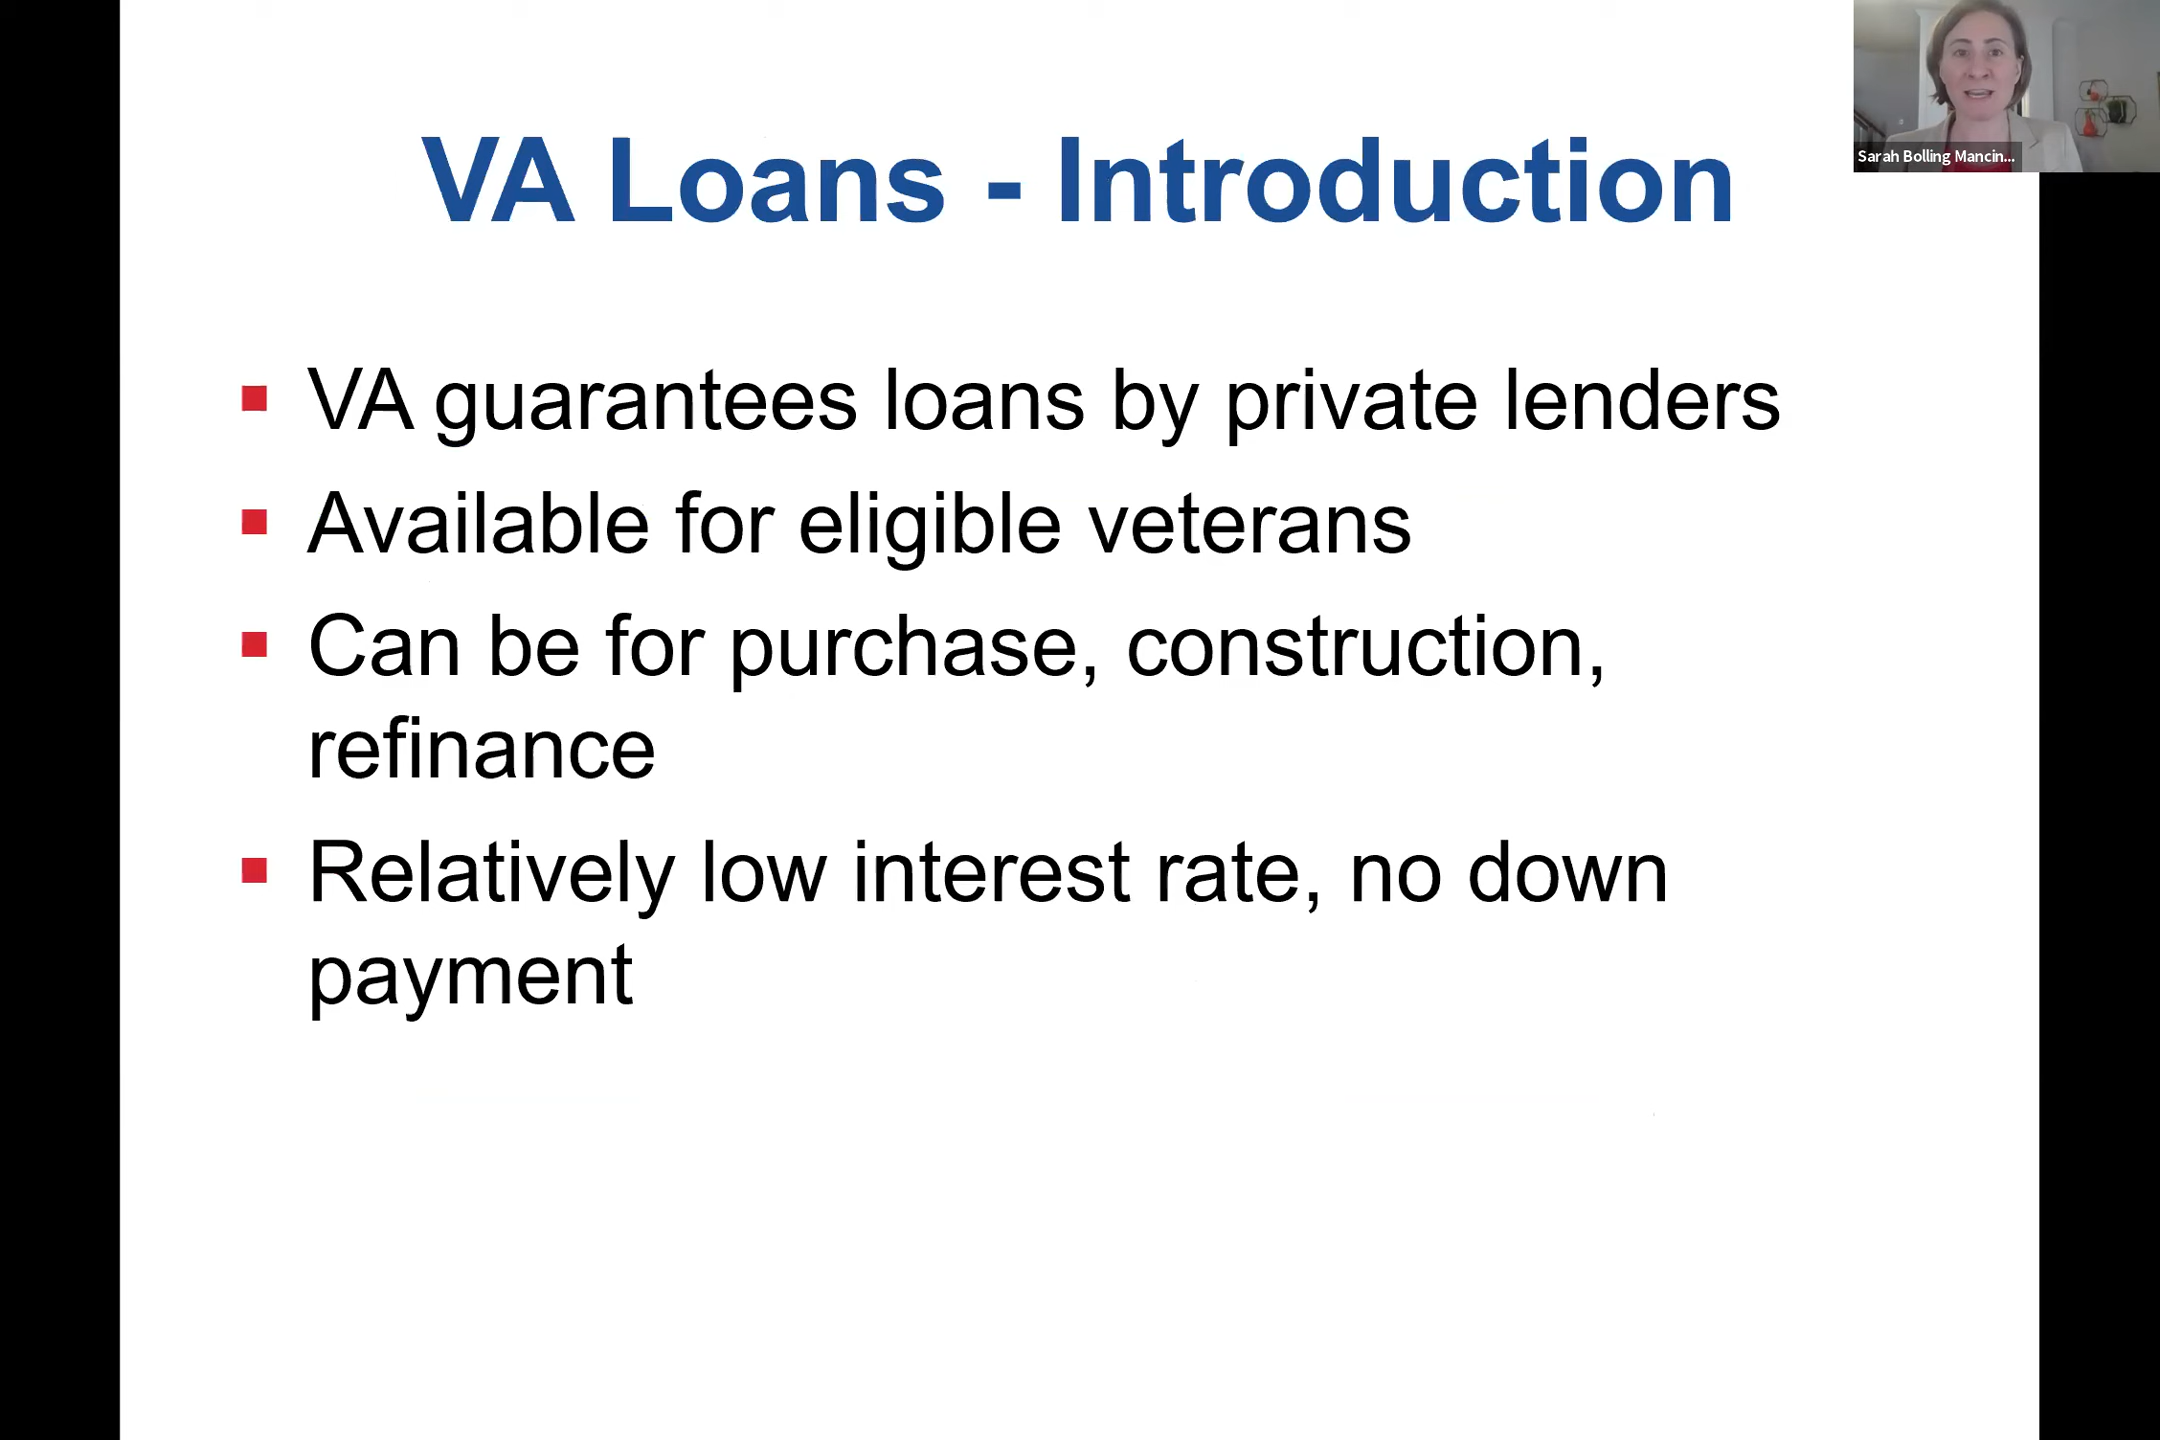 VA Loans - Introduction
Sarah Bolling Mancin...
VA guarantees loans by private lenders
Available for eligible veterans
Can be for purchase, construction,
refinance
Relatively low interest rate, no down
payment